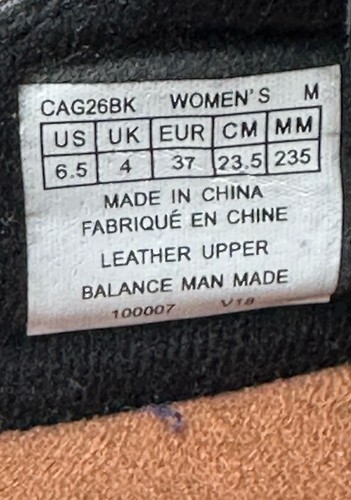 CAG26BK WOMEN'S M
US UK EUR CM MM
6.5 4 37 23.5 235
MADE IN CHINA
FABRIQUÉ EN CHINE
LEATHER UPPER
BALANCE MAN MADE
100007 V18